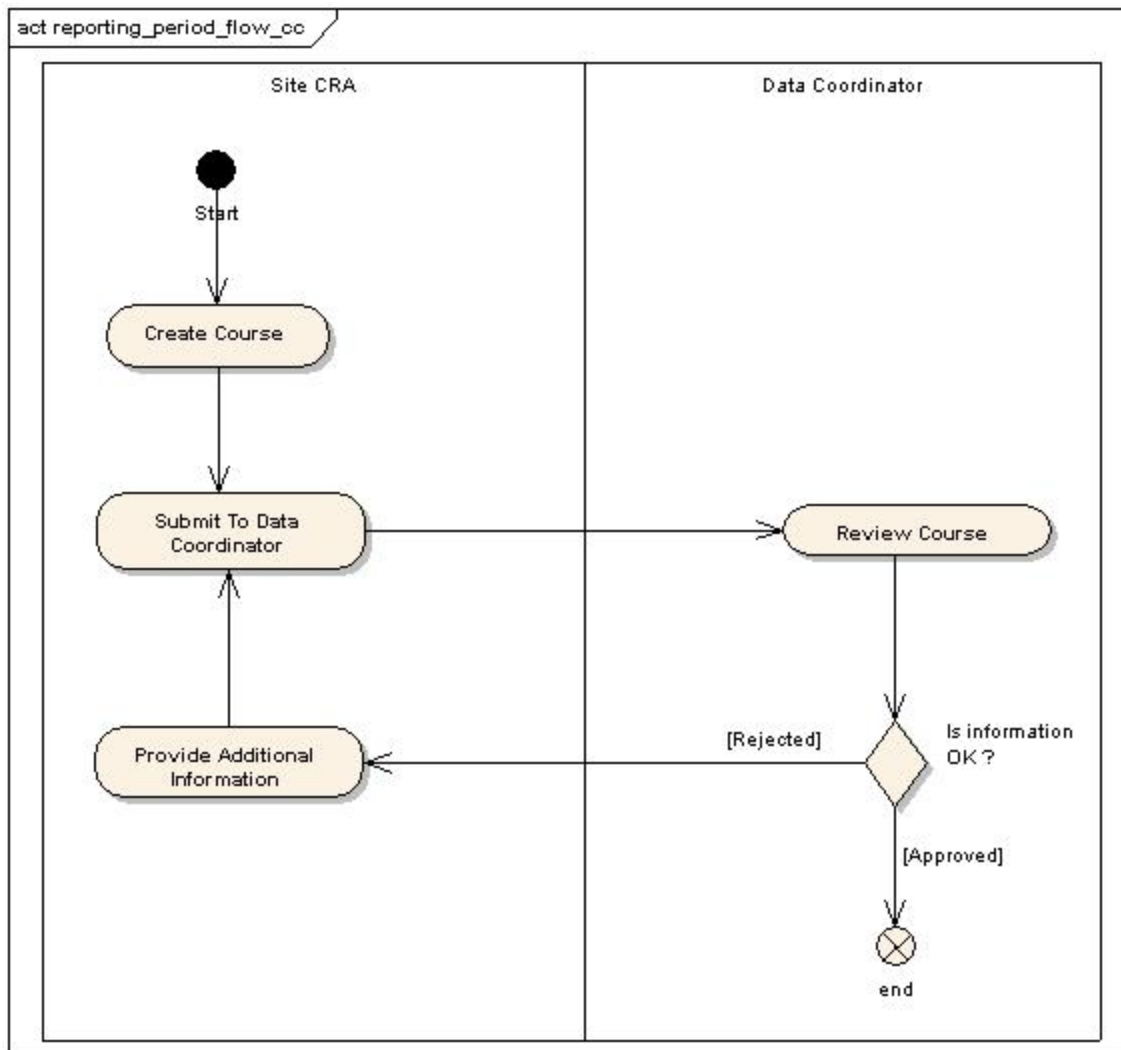 act reporting_period_flow_cc
Site CRA
Data Coordinator
Start
Create Course
Submit To Data
Coordinator
Review Course
Provide Additional
Information
[Rejected]
Is information
OK ?
[Approved]
end